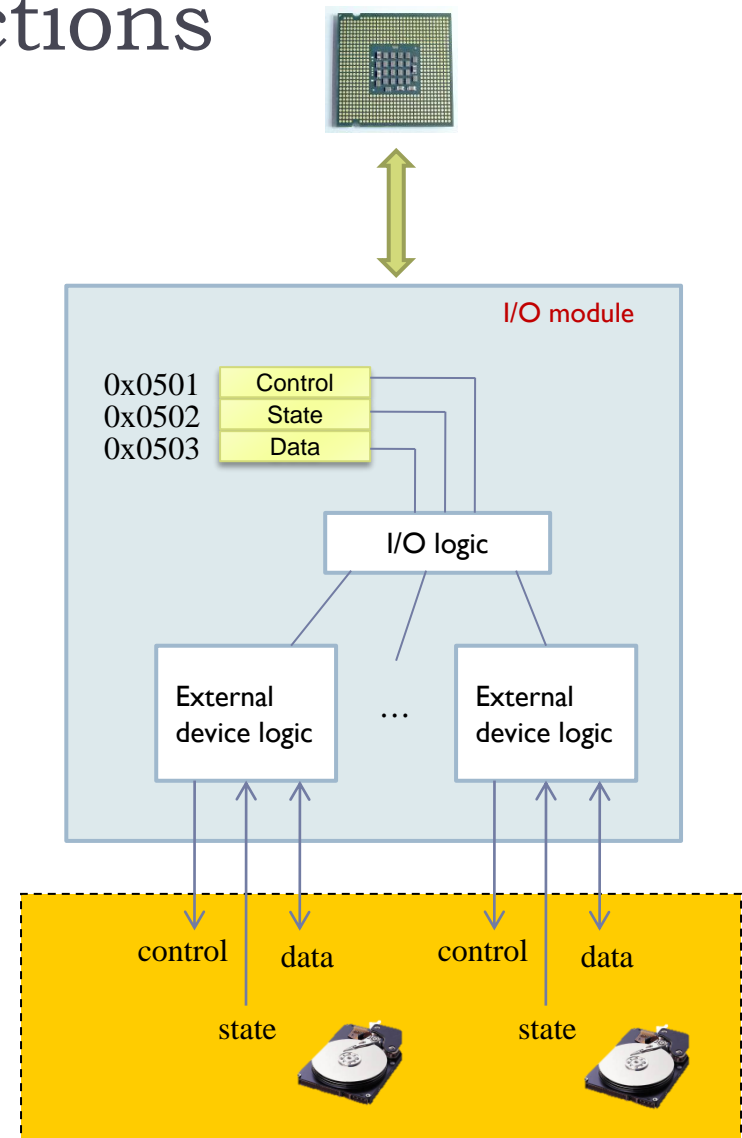 ctions
I/O module
0x0501 Control
0x0502 State
0x0503 Data
I/O logic
External
device logic
…
External
device logic
control data control data
state state